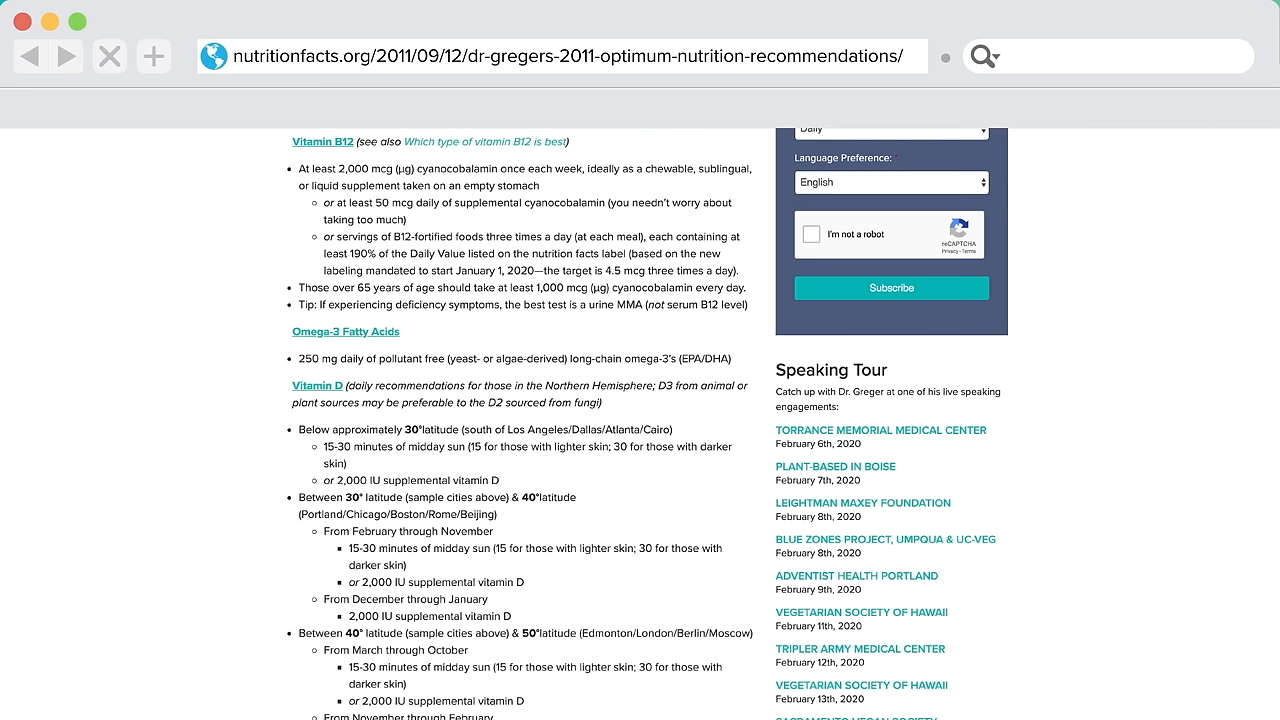 nutritionfacts.org/2011/09/12/dr-gregers-2011-optimum-nutrition-recommendations/
Vitamin B12 (see also Which type of vitamin B12 is best)
• At least 2,000 mcg (μg) cyanocobalamin once each week, ideally as a chewable, sublingual,
or liquid supplement taken on an empty stomach
or at least 50 mcg daily of supplemental cyanocobalamin (you needn't worry about
taking too much)
or servings of B12-fortified foods three times a day (at each meal), each containing at
least 190% of the Daily Value listed on the nutrition facts label (based on the new
labeling mandated to start January 1, 2020—the target is 4.5 mcg three times a day).
• Those over 65 years of age should take at least 1,000 mcg (μg) cyanocobalamin every day.
• Tip: If experiencing deficiency symptoms, the best test is a urine MMA (not serum B12 level)
Omega-3 Fatty Acids
• 250 mg daily of pollutant free (yeast- or algae-derived) long-chain omega-3's (EPA/DHA)
Vitamin D (daily recommendations for those in the Northern Hemisphere; D3 from animal or
plant sources may be preferable to the D2 sourced from fungi)
• Below approximately 30°latitude (south of Los Angeles/Dallas/Atlanta/Cairo)
15-30 minutes of midday sun (15 for those with lighter skin; 30 for those with darker
skin)
or 2,000 IU supplemental vitamin D
• Between 30° latitude (sample cities above) & 40°latitude
(Portland/Chicago/Boston/Rome/Beijing)
From February through November
15-30 minutes of midday sun (15 for those with lighter skin; 30 for those with
darker skin)
or 2,000 IU supplemental vitamin D
From December through January
2,000 IU supplemental vitamin D
• Between 40° latitude (sample cities above) & 50°latitude (Edmonton/London/Berlin/Moscow)
From March through October
15-30 minutes of midday sun (15 for those with lighter skin; 30 for those with
darker skin)
or 2,000 IU supplemental vitamin D
From November through February
Daily
Language Preference: *
English
I'm not a robot
reCAPTCHA
Privacy - Terms
Subscribe
Speaking Tour
Catch up with Dr. Greger at one of his live speaking
engagements:
TORRANCE MEMORIAL MEDICAL CENTER
February 6th, 2020
PLANT-BASED IN BOISE
February 7th, 2020
LEIGHTMAN MAXEY FOUNDATION
February 8th, 2020
BLUE ZONES PROJECT, UMPQUA & UC-VEG
February 8th, 2020
ADVENTIST HEALTH PORTLAND
February 9th, 2020
VEGETARIAN SOCIETY OF HAWAII
February 11th, 2020
TRIPLER ARMY MEDICAL CENTER
February 12th, 2020
VEGETARIAN SOCIETY OF HAWAII
February 13th, 2020
SACRAMENTO VEGAN SOCIETY